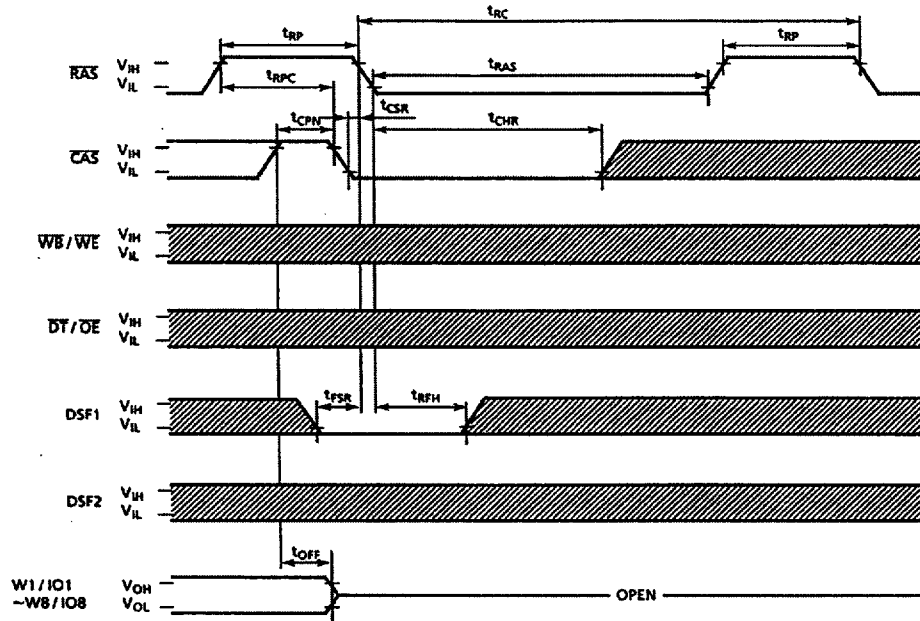 tRC
tRP tRP
RAS VIH
VIL
tRPC tRAS
tCSR
tCPN tCHR
CAS VIH
VIL
WB / WE VIH
VIL
DT / OE VIH
VIL
tFSR tRFH
DSF1 VIH
VIL
DSF2 VIH
VIL
tOFF
W1 / IO1 VOH
~W8 / IO8 VOL
OPEN